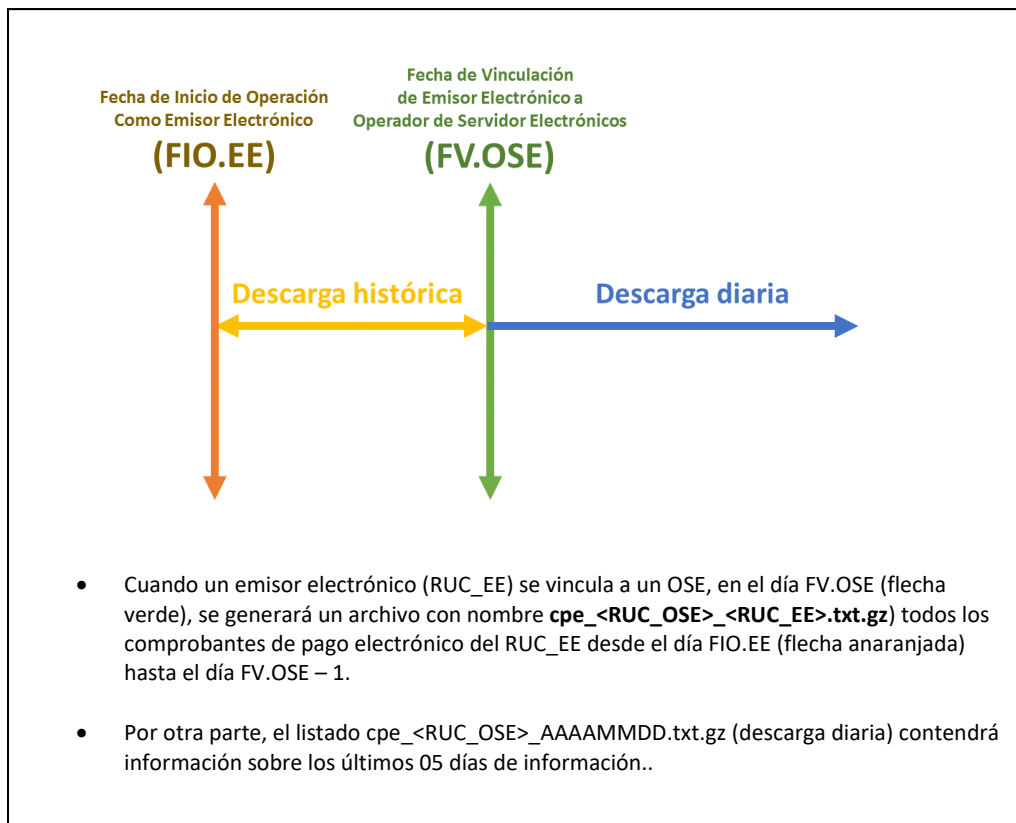 Fecha de Inicio de Operación
Como Emisor Electrónico
(FIO.EE)
Fecha de Vinculación
de Emisor Electrónico a
Operador de Servidor Electrónicos
(FV.OSE)
Descarga histórica
Descarga diaria
• Cuando un emisor electrónico (RUC_EE) se vincula a un OSE, en el día FV.OSE (flecha
verde), se generará un archivo con nombre cpe_<RUC_OSE>_<RUC_EE>.txt.gz) todos los
comprobantes de pago electrónico del RUC_EE desde el día FIO.EE (flecha anaranjada)
hasta el día FV.OSE – 1.
• Por otra parte, el listado cpe_<RUC_OSE>_AAAAMMDD.txt.gz (descarga diaria) contendrá
información sobre los últimos 05 días de información..